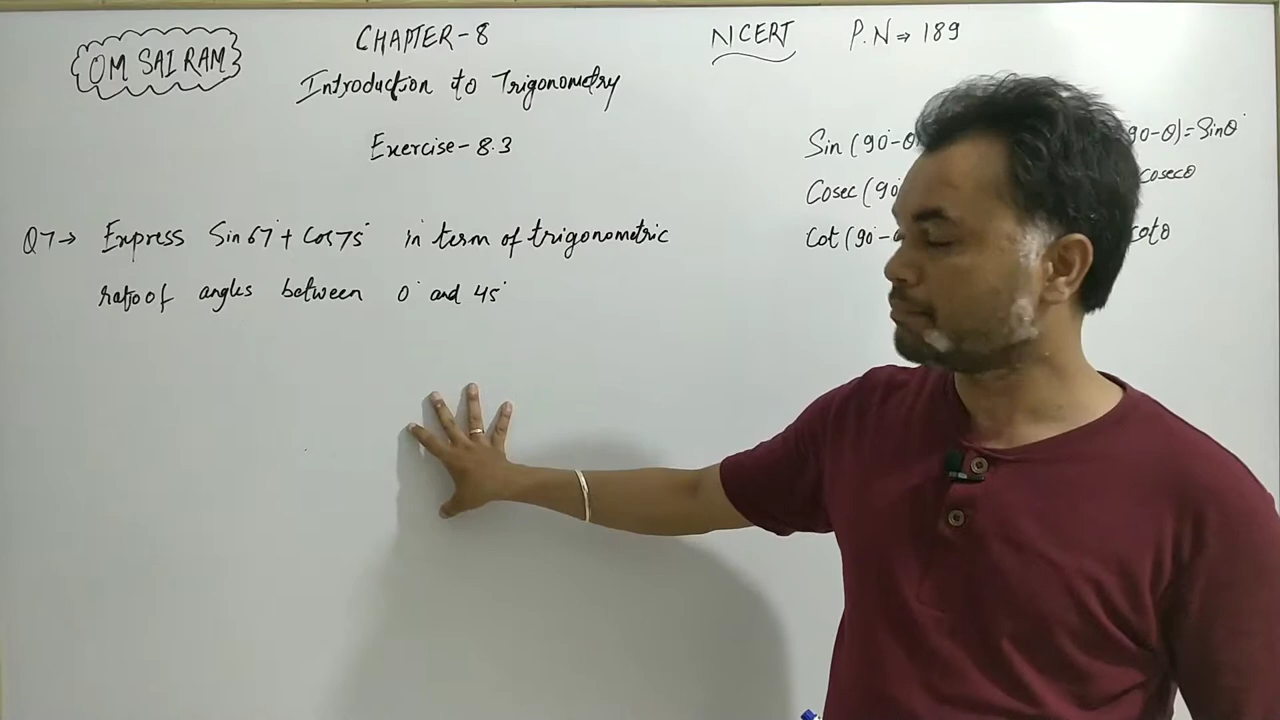 OM SAI RAM
CHAPTER-8
Introduction to Trigonometry
Exercise-8.3
NCERT P.N⇒189
Sin(90°-θ 90-θ)=Sinθ
Cosec(90 cosecθ
Cot(90°- cotθ
Q7→ Express Sin 67°+ Cos75° in term of trigonometric
ratio of angles between 0° and 45°